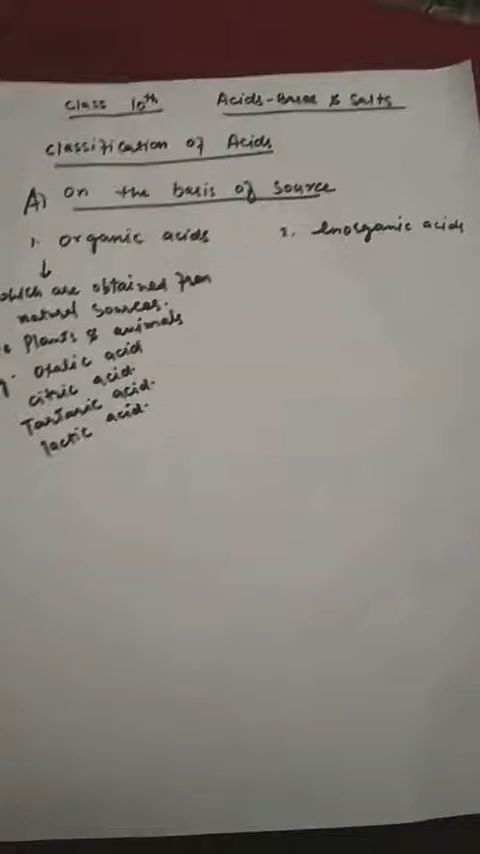 Class 10th Acids-Bases & Salts
Classification of Acids
A) On the basis of Source
1. Organic acids 2. Inorganic acids
which are obtained from
natural sources.
Plants & animals
Oxalic acid
citric acid.
Tartaric acid.
lactic acid.